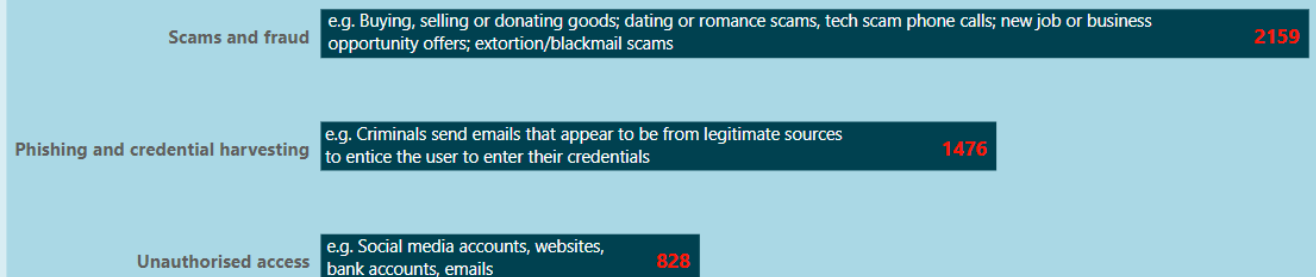 Scams and fraud
e.g. Buying, selling or donating goods; dating or romance scams, tech scam phone calls; new job or business
opportunity offers; extortion/blackmail scams
2159
Phishing and credential harvesting
e.g. Criminals send emails that appear to be from legitimate sources
to entice the user to enter their credentials
1476
Unauthorised access
e.g. Social media accounts, websites,
bank accounts, emails
828